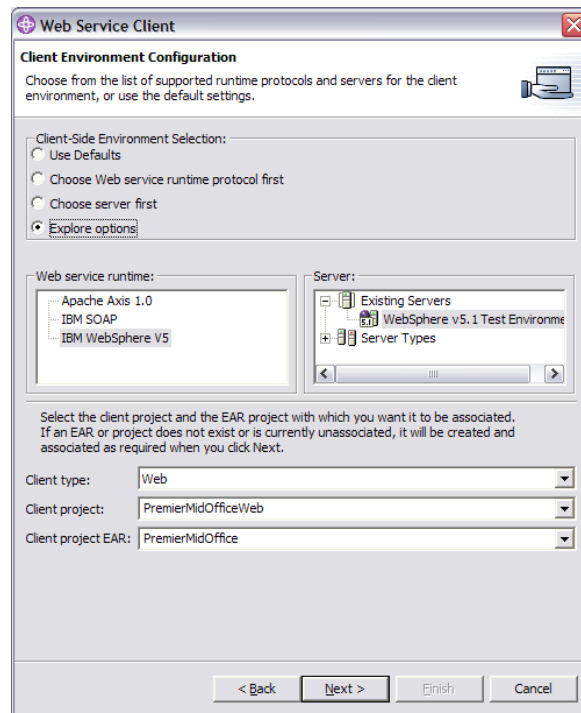 Web Service Client
Client Environment Configuration
Choose from the list of supported runtime protocols and servers for the client
environment, or use the default settings.
Client-Side Environment Selection:
Use Defaults
Choose Web service runtime protocol first
Choose server first
Explore options
Web service runtime:
Apache Axis 1.0
IBM SOAP
IBM WebSphere V5
Server:
Existing Servers
5.1 WebSphere v5.1 Test Environme
Server Types
Select the client project and the EAR project with which you want it to be associated.
If an EAR or project does not exist or is currently unassociated, it will be created and
associated as required when you click Next.
Client type: Web
Client project: PremierMidOfficeWeb
Client project EAR: PremierMidOffice
< Back Next > Finish Cancel